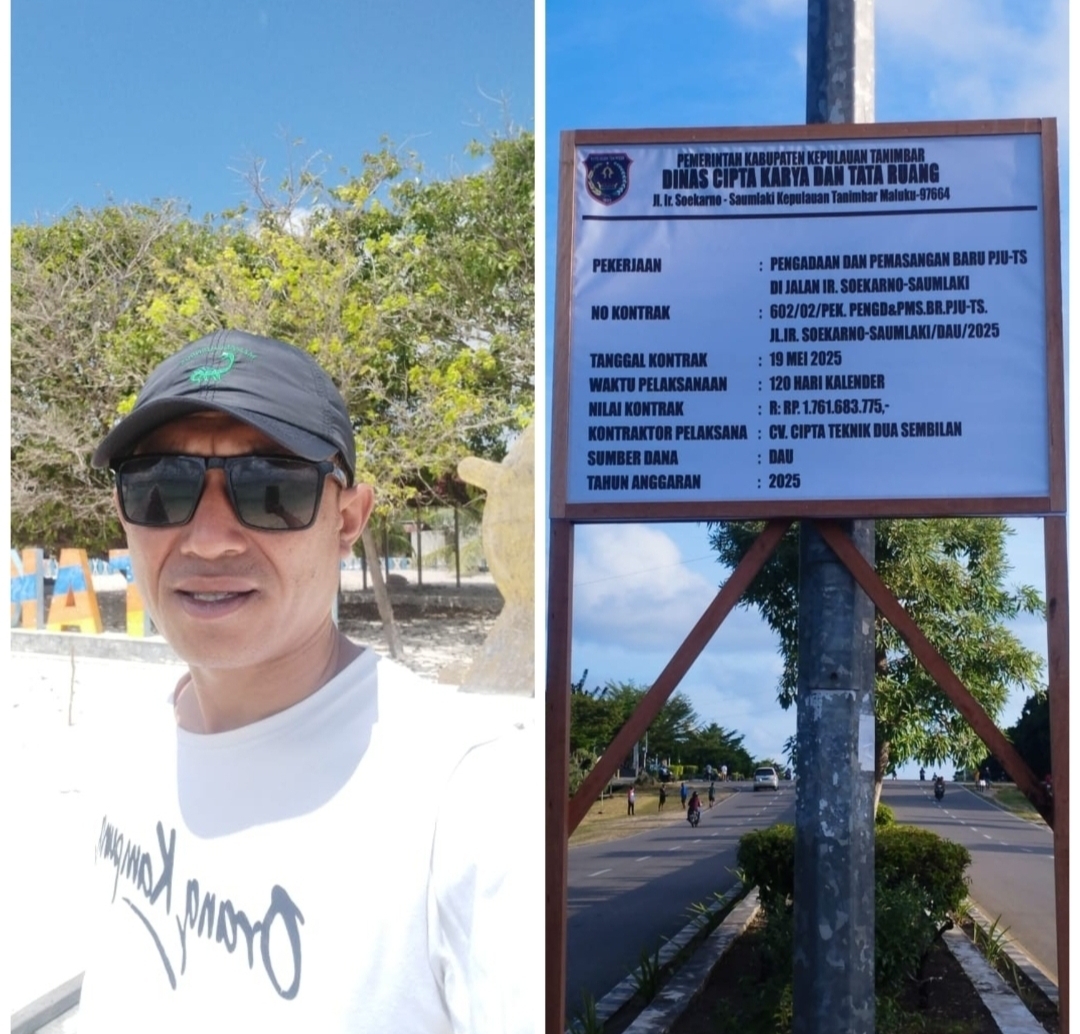 Orang Kampung
PEMERINTAH KABUPATEN KEPULAUAN TANIMBAR
DINAS CIPTA KARYA DAN TATA RUANG
Jl. Ir. Soekarno - Saumlaki Kepulauan Tanimbar Maluku-97664
PEKERJAAN : PENGADAAN DAN PEMASANGAN BARU PJU-TS
DI JALAN IR. SOEKARNO-SAUMLAKI
NO KONTRAK : 602/02/PEK. PENGD&PMS.BR.PJU-TS.
JL.IR. SOEKARNO-SAUMLAKI/DAU/2025
TANGGAL KONTRAK : 19 MEI 2025
WAKTU PELAKSANAAN : 120 HARI KALENDER
NILAI KONTRAK : R: RP. 1.761.683.775,-
KONTRAKTOR PELAKSANA : CV. CIPTA TEKNIK DUA SEMBILAN
SUMBER DANA : DAU
TAHUN ANGGARAN : 2025